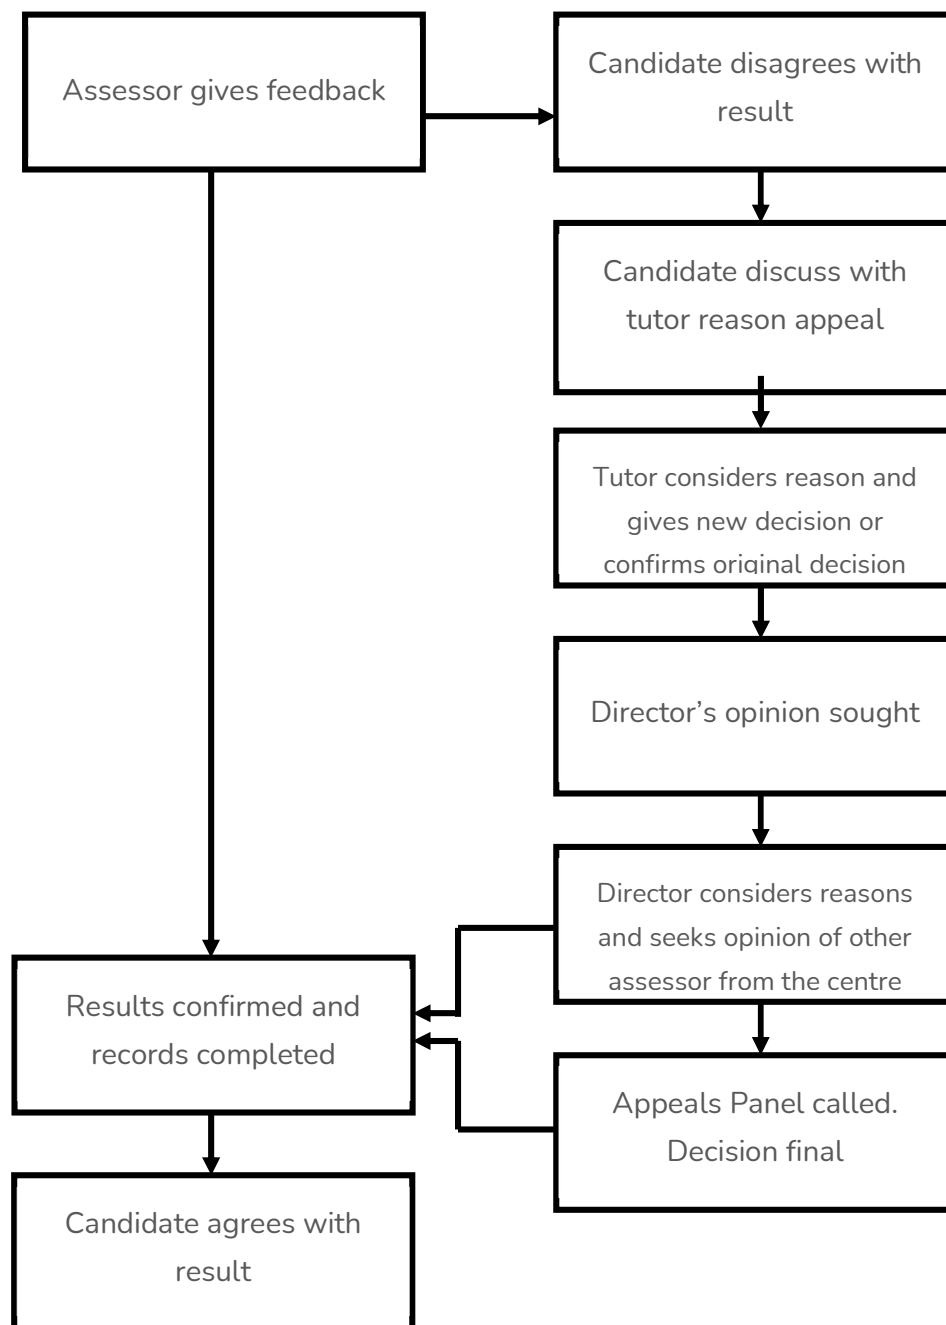 Assessor gives feedback
Candidate disagrees with
result
Candidate discuss with
tutor reason appeal
Tutor considers reason and
gives new decision or
confirms original decision
Director’s opinion sought
Director considers reasons
and seeks opinion of other
assessor from the centre
Results confirmed and
records completed
Appeals Panel called.
Decision final
Candidate agrees with
result